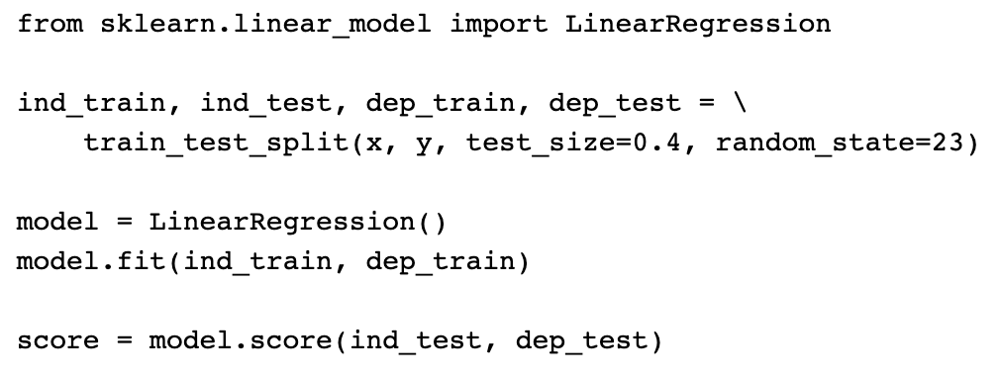 from sklearn.linear_model import LinearRegression
ind_train, ind_test, dep_train, dep_test = \
    train_test_split(x, y, test_size=0.4, random_state=23)
model = LinearRegression()
model.fit(ind_train, dep_train)
score = model.score(ind_test, dep_test)